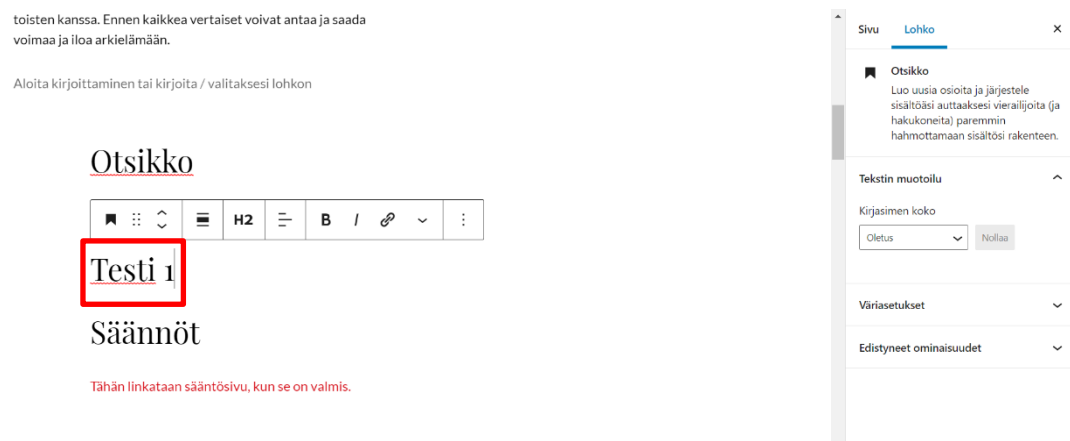 toisten kanssa. Ennen kaikkea vertaiset voivat antaa ja saada
voimaa ja iloa arkielämään.
Aloita kirjoittaminen tai kirjoita / valitaksesi lohkon
Otsikko
H2 B I
Testi 1
Säännöt
Tähän linkataan sääntösivu, kun se on valmis.
Sivu Lohko
Otsikko
Luo uusia osioita ja järjestele
sisältöäsi auttaaksesi vierailijoita (ja
hakukoneita) paremmin
hahmottamaan sisältösi rakenteen.
Tekstin muotoilu
Kirjasimen koko
Oletus Nollaa
Väriasetukset
Edistyneet ominaisuudet